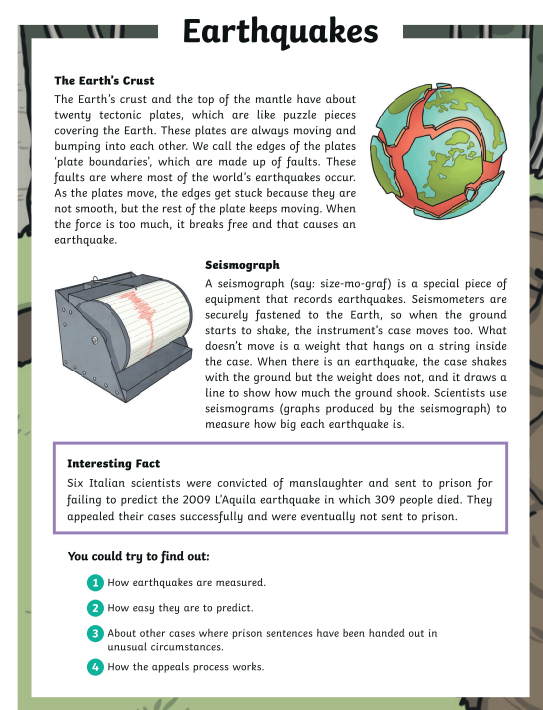 Earthquakes
The Earth's Crust
The Earth's crust and the top of the mantle have about
twenty tectonic plates, which are like puzzle pieces
covering the Earth. These plates are always moving and
bumping into each other. We call the edges of the plates
'plate boundaries', which are made up of faults. These
faults are where most of the world's earthquakes occur.
As the plates move, the edges get stuck because they are
not smooth, but the rest of the plate keeps moving. When
the force is too much, it breaks free and that causes an
earthquake.
Seismograph
A seismograph (say: size-mo-graf) is a special piece of
equipment that records earthquakes. Seismometers are
securely fastened to the Earth, so when the ground
starts to shake, the instrument's case moves too. What
doesn't move is a weight that hangs on a string inside
the case. When there is an earthquake, the case shakes
with the ground but the weight does not, and it draws a
line to show how much the ground shook. Scientists use
seismograms (graphs produced by the seismograph) to
measure how big each earthquake is.
Interesting Fact
Six Italian scientists were convicted of manslaughter and sent to prison for
failing to predict the 2009 L'Aquila earthquake in which 309 people died. They
appealed their cases successfully and were eventually not sent to prison.
You could try to find out:
1 How earthquakes are measured.
2 How easy they are to predict.
3 About other cases where prison sentences have been handed out in
unusual circumstances.
4 How the appeals process works.